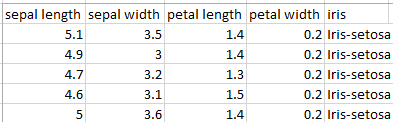 sepal length sepal width petal length petal width iris
5.1 3.5 1.4 0.2 Iris-setosa
4.9 3 1.4 0.2 Iris-setosa
4.7 3.2 1.3 0.2 Iris-setosa
4.6 3.1 1.5 0.2 Iris-setosa
5 3.6 1.4 0.2 Iris-setosa